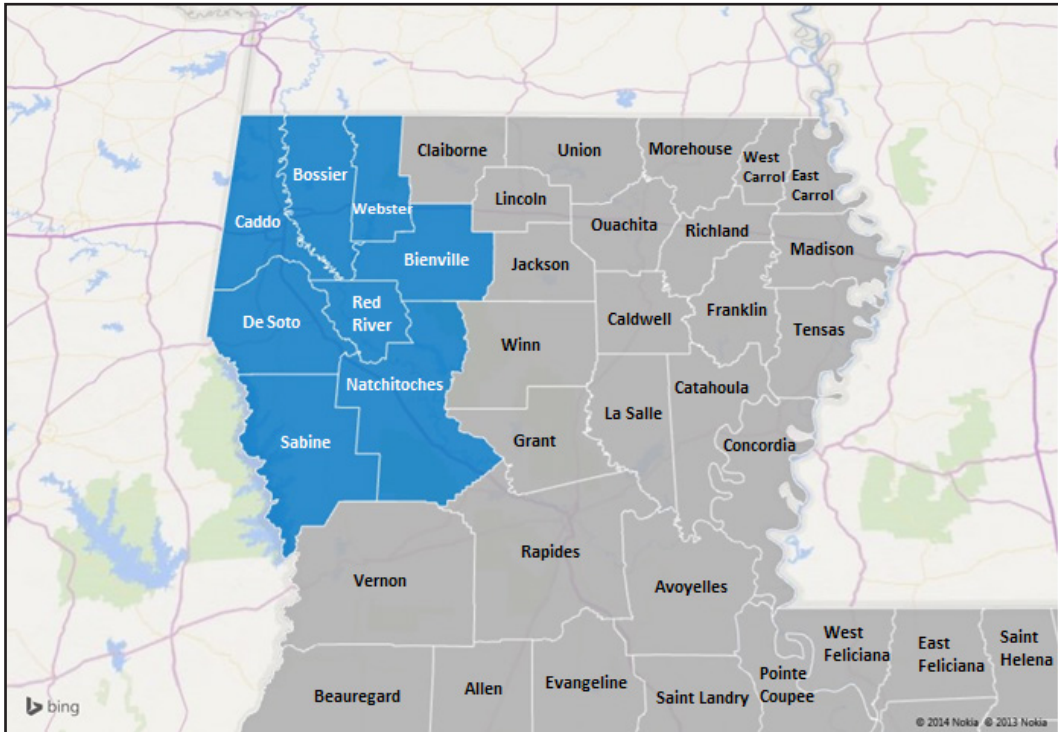 Claiborne
Union
Morehouse
West
Carrol
East
Carrol
Bossier
Webster
Lincoln
Caddo
Ouachita
Richland
Madison
Bienville
Jackson
Red
River
De Soto
Caldwell
Franklin
Tensas
Winn
Natchitoches
Catahoula
La Salle
Sabine
Grant
Concordia
Rapides
Vernon
Avoyelles
West
Feliciana
East
Feliciana
Saint
Helena
Pointe
Coupee
Beauregard
Allen
Evangeline
Saint Landry
bing
© 2014 Nokia © 2013 Nokia